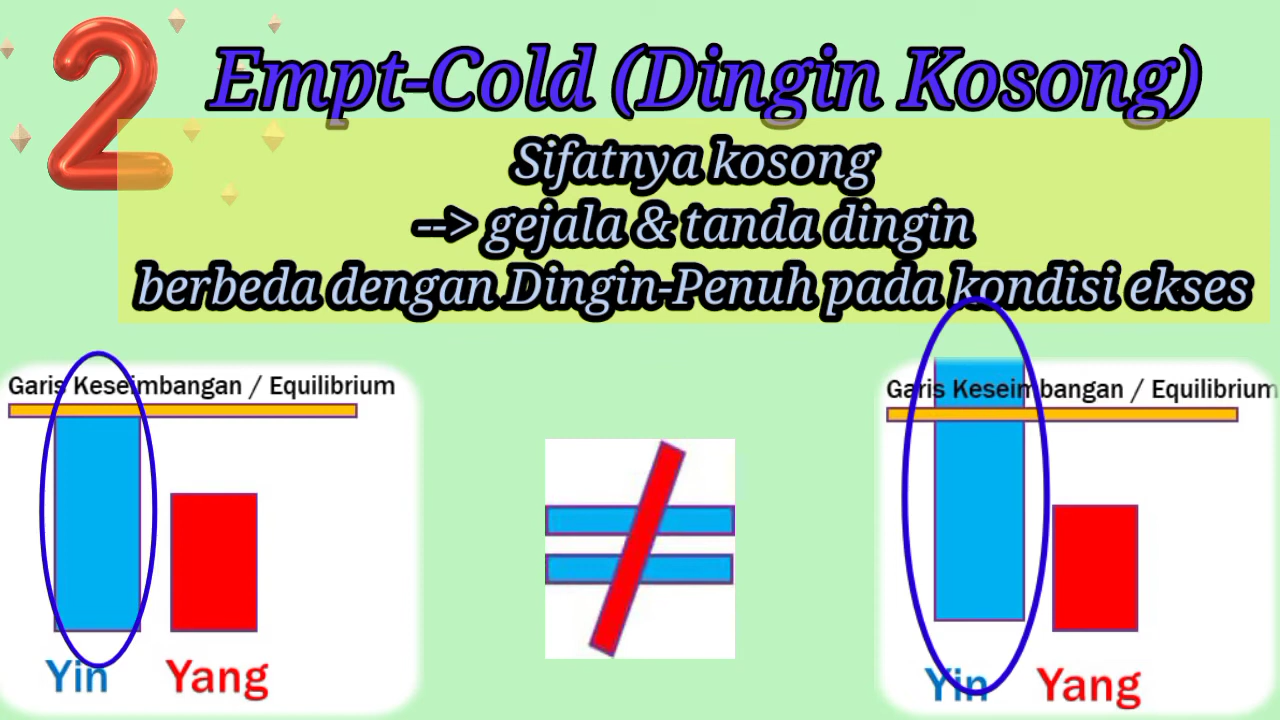 2
Empt-Cold (Dingin Kosong)
Sifatnya kosong
--> gejala & tanda dingin
berbeda dengan Dingin-Penuh pada kondisi ekses
Garis Keseimbangan / Equilibrium
Yin Yang
Garis Keseimbangan / Equilibrium
Yin Yang